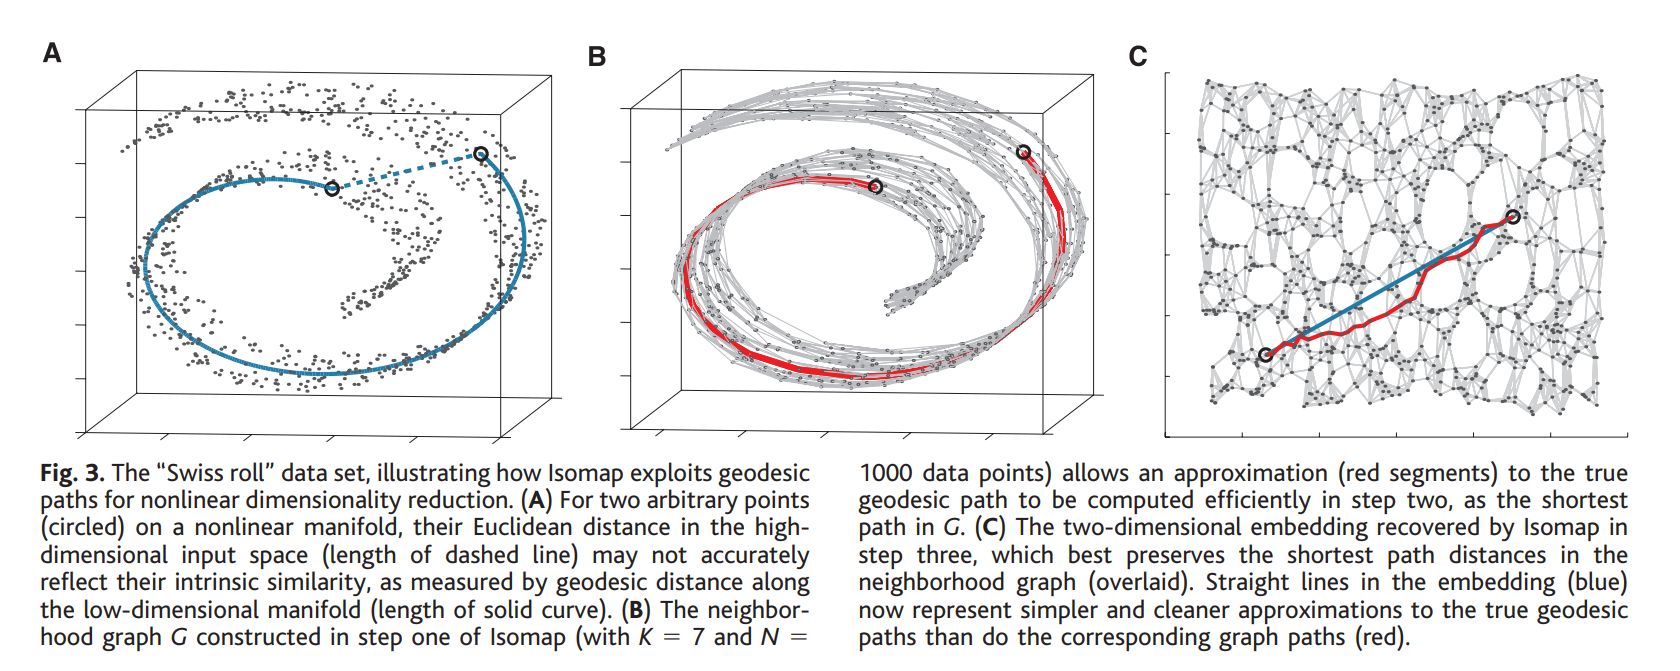 A
B
C
Fig. 3. The “Swiss roll” data set, illustrating how Isomap exploits geodesic
paths for nonlinear dimensionality reduction. (A) For two arbitrary points
(circled) on a nonlinear manifold, their Euclidean distance in the high-
dimensional input space (length of dashed line) may not accurately
reflect their intrinsic similarity, as measured by geodesic distance along
the low-dimensional manifold (length of solid curve). (B) The neighbor-
hood graph G constructed in step one of Isomap (with K = 7 and N =
1000 data points) allows an approximation (red segments) to the true
geodesic path to be computed efficiently in step two, as the shortest
path in G. (C) The two-dimensional embedding recovered by Isomap in
step three, which best preserves the shortest path distances in the
neighborhood graph (overlaid). Straight lines in the embedding (blue)
now represent simpler and cleaner approximations to the true geodesic
paths than do the corresponding graph paths (red).